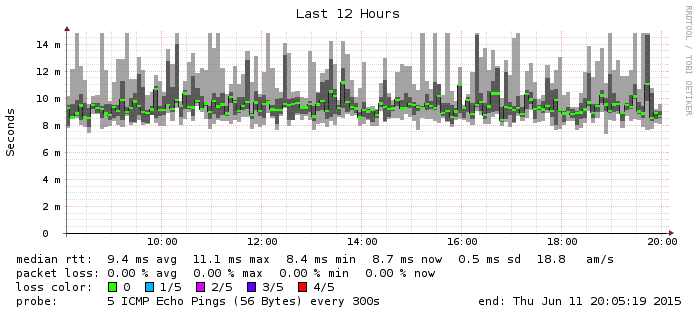 Last 12 Hours
RRDTOOL / TOBI OETIKER
Seconds
14 m
12 m
10 m
8 m
6 m
4 m
2 m
0
10:00 12:00 14:00 16:00 18:00 20:00
median rtt: 9.4 ms avg 11.1 ms max 8.4 ms min 8.7 ms now 0.5 ms sd 18.8 am/s
packet loss: 0.00 % avg 0.00 % max 0.00 % min 0.00 % now
loss color: 0 1/5 2/5 3/5 4/5
probe: 5 ICMP Echo Pings (56 Bytes) every 300s end: Thu Jun 11 20:05:19 2015